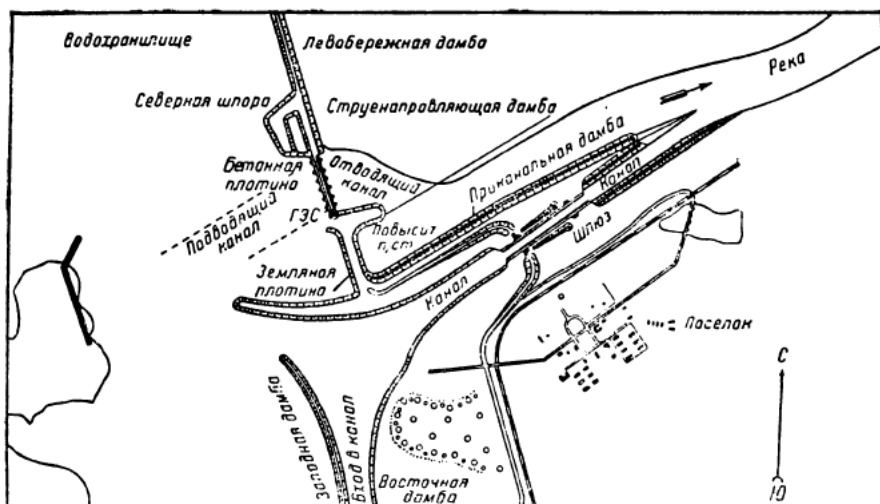 Водохранилище
Левобережная дамба
Река
Северная шпора
Струенаправляющая дамба
Бетонная
плотина
Отводящий
канал
Приканальная дамба
Канал
Подводящий
канал
ГЭС
Повысит
п/ст
Шлюз
Земляная
плотина
Канал
Поселок
С
Западная дамба
Вход в канал
Восточная
дамба
Ю